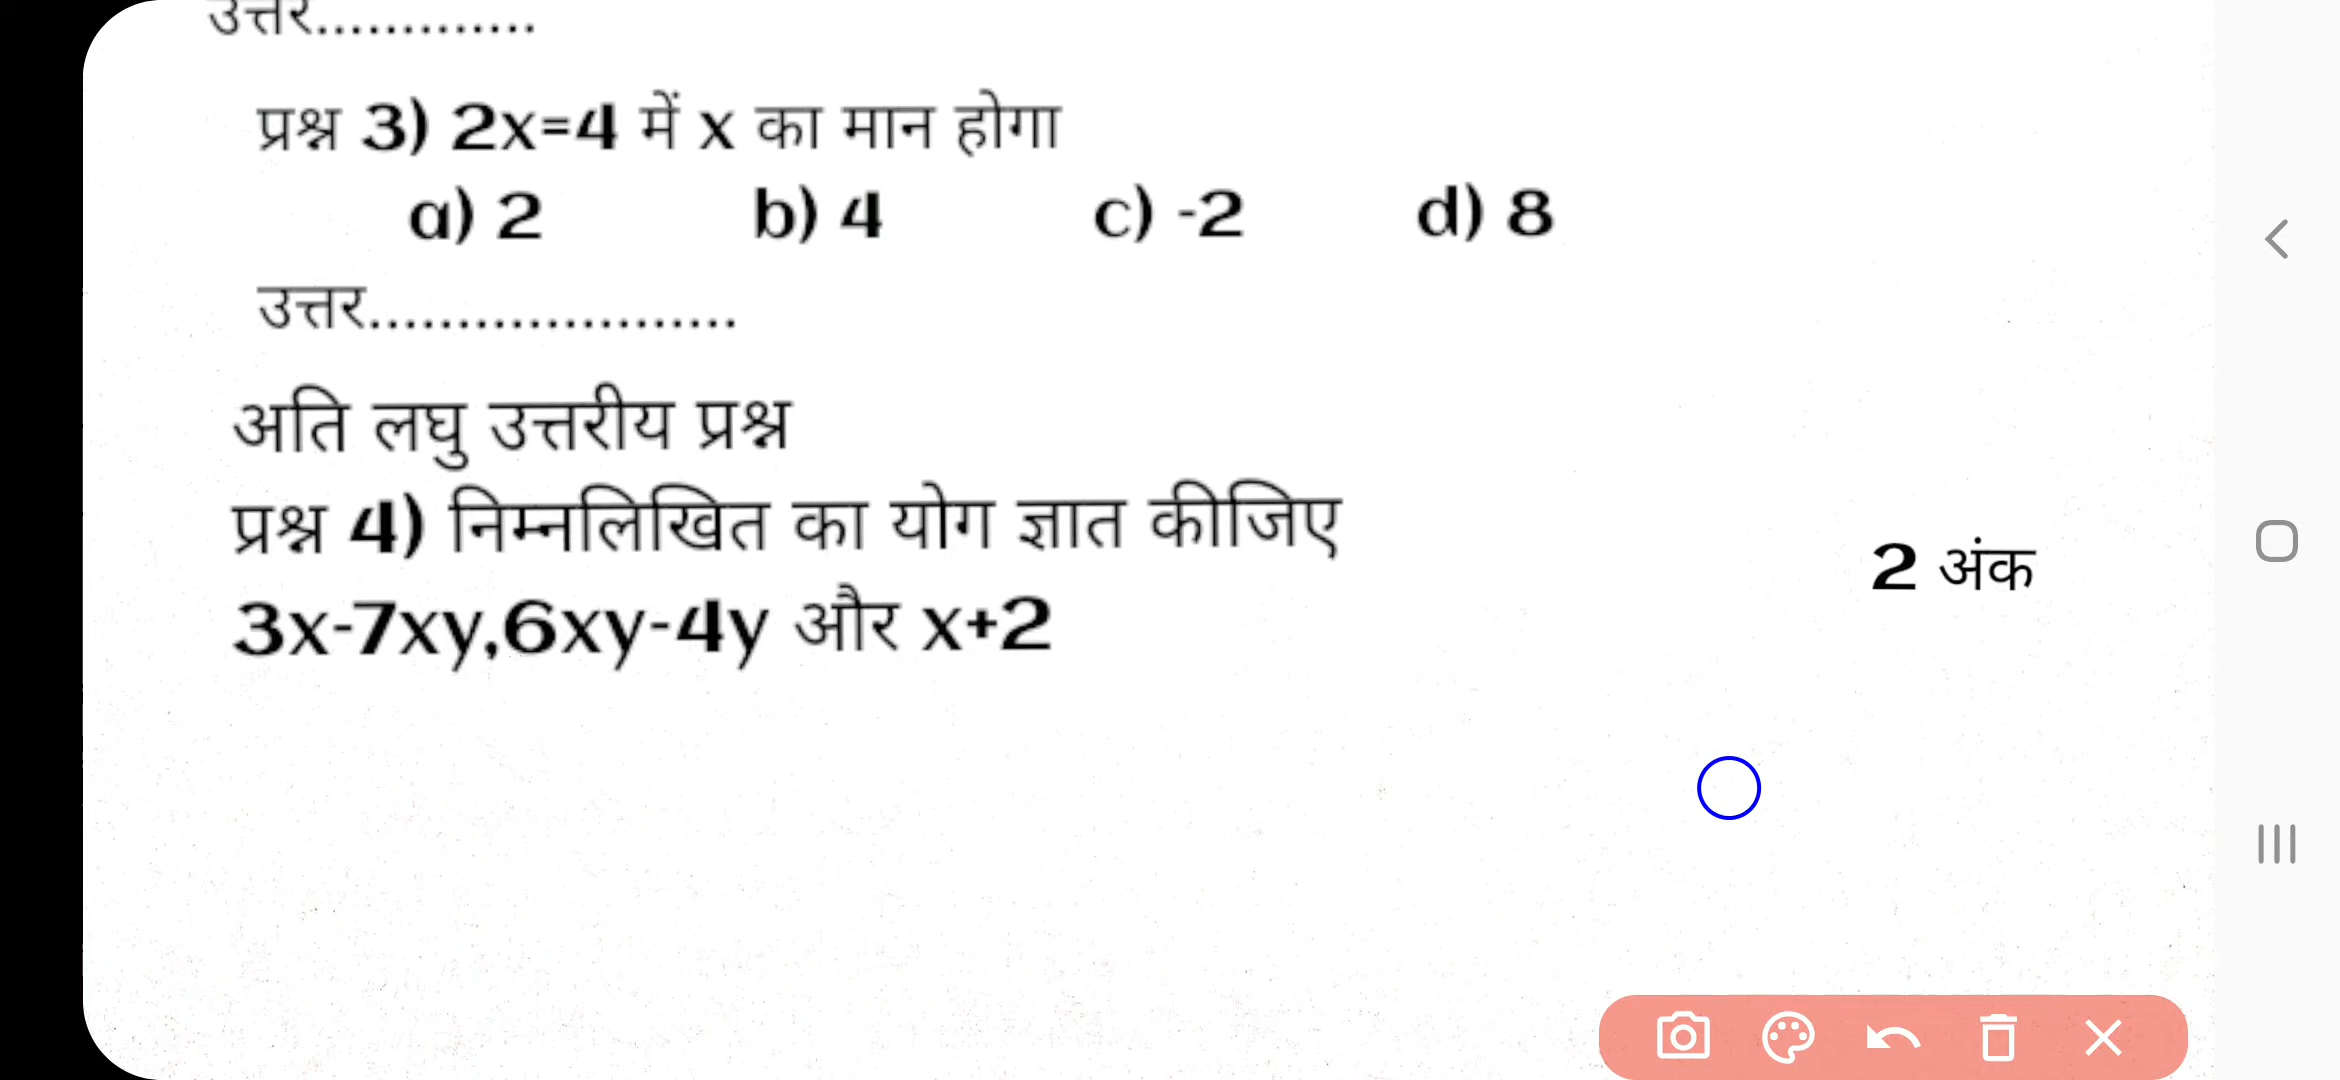 उत्तर.............
प्रश्न 3) 2x=4 में x का मान होगा
a) 2 b) 4 c) -2 d) 8
उत्तर.....................
अति लघु उत्तरीय प्रश्न
प्रश्न 4) निम्नलिखित का योग ज्ञात कीजिए
2 अंक
3x-7xy,6xy-4y और x+2